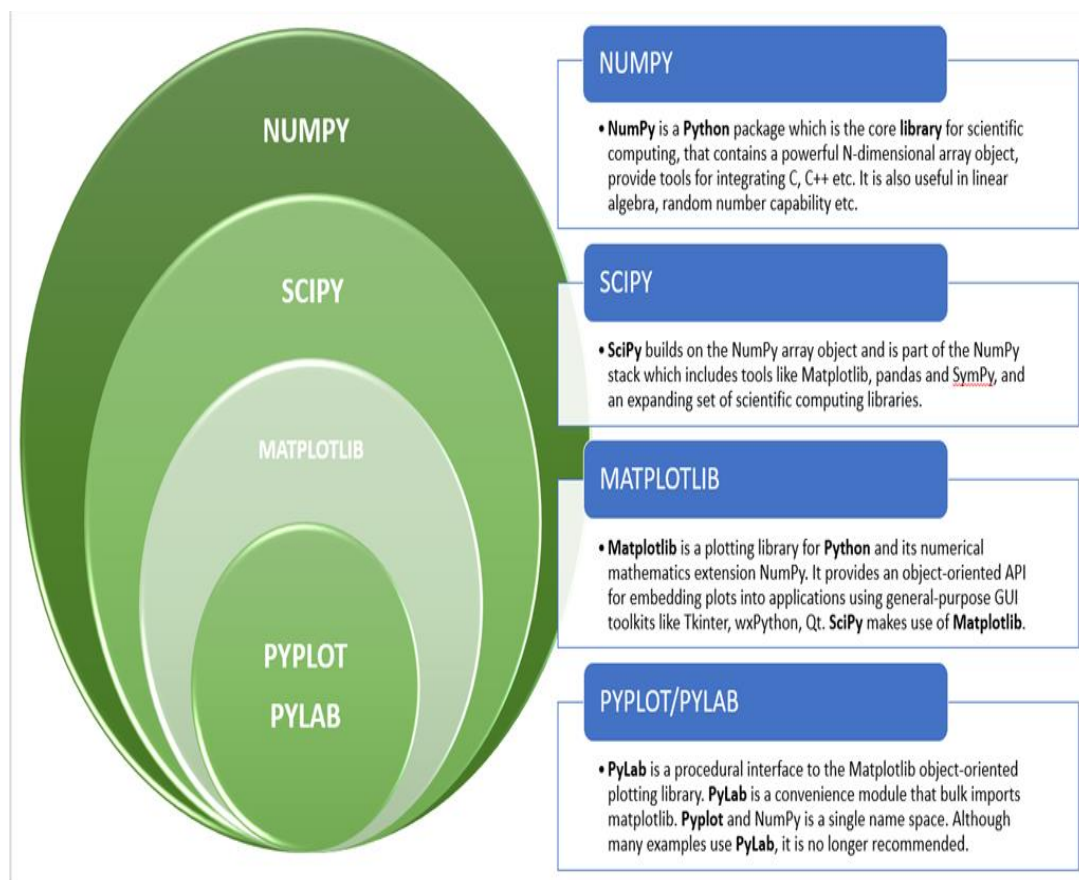 NUMPY
SCIPY
MATPLOTLIB
PYPLOT
PYLAB
NUMPY
• NumPy is a Python package which is the core library for scientific
computing, that contains a powerful N-dimensional array object,
provide tools for integrating C, C++ etc. It is also useful in linear
algebra, random number capability etc.
SCIPY
• SciPy builds on the NumPy array object and is part of the NumPy
stack which includes tools like Matplotlib, pandas and SymPy, and
an expanding set of scientific computing libraries.
MATPLOTLIB
• Matplotlib is a plotting library for Python and its numerical
mathematics extension NumPy. It provides an object-oriented API
for embedding plots into applications using general-purpose GUI
toolkits like Tkinter, wxPython, Qt. SciPy makes use of Matplotlib.
PYPLOT/PYLAB
• PyLab is a procedural interface to the Matplotlib object-oriented
plotting library. PyLab is a convenience module that bulk imports
matplotlib. Pyplot and NumPy is a single name space. Although
many examples use PyLab, it is no longer recommended.